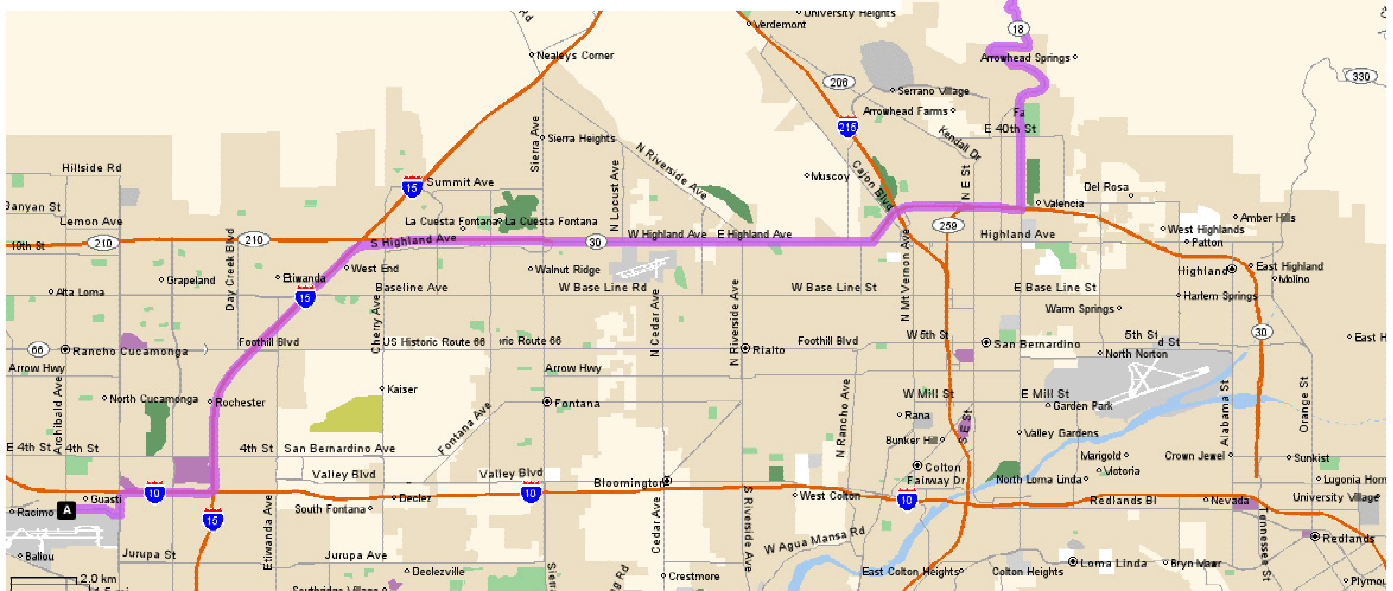 Rd
Verdemont
University Heights
18
Nealeys Corner
Arrowhead Springs
330
206
Serrano Village
Arrowhead Farms
Fa
215
E 40th St
Kendall Dr
Sierra Ave
Sierra Heights
N Riverside Ave
N Locust Ave
Cajon Blvd
Muscoy
N E St
Hillside Rd
15
Summit Ave
Del Rosa
Banyan St
Valencia
Lemon Ave
La Cuesta Fontana
La Cuesta Fontana
Amber Hills
210
210
S Highland Ave
30
W Highland Ave
E Highland Ave
259
Highland Ave
West Highlands
Patton
Day Creek Blvd
Grapeland
Etiwanda
West End
Walnut Ridge
N Mt Vernon Ave
Highland
East Highland
Molino
Alta Loma
15
Baseline Ave
W Base Line Rd
W Base Line St
E Base Line St
Harlem Springs
Warm Springs
Cherry Ave
N Cedar Ave
N Riverside Ave
66
Rancho Cucamonga
Foothill Blvd
US Historic Route 66
ric Route 66
Rialto
Foothill Blvd
W 5th St
San Bernardino
5th St
d St
30
East H
North Norton
Arrow Hwy
Arrow Hwy
Archibald Ave
North Cucamonga
Rochester
Kaiser
Fontana
Fontana Ave
N Rancho Ave
W Mill St
E Mill St
Garden Park
Alabama St
Orange St
Rana
S E St
E 4th St
4th St
4th St
San Bernardino Ave
Bunker Hill
Valley Gardens
Marigold
Crown Jewel
Sunkist
Valley Blvd
Valley Blvd
Bloomington
Colton
Fairway Dr
Victoria
North Loma Linda
Lugonia Hom
Guasti
10
Declez
10
West Colton
10
Redlands Bl
Nevada
University Village
Racimo
A
15
South Fontana
Etiwanda Ave
Cedar Ave
S Riverside Ave
Tennessee St
Ballou
Jurupa St
Jurupa Ave
W Agua Mansa Rd
Redlands
Declezville
Crestmore
East Colton Heights
Colton Heights
Loma Linda
Bryn Mawr
2.0 km
Sierr
Rd
Plymou